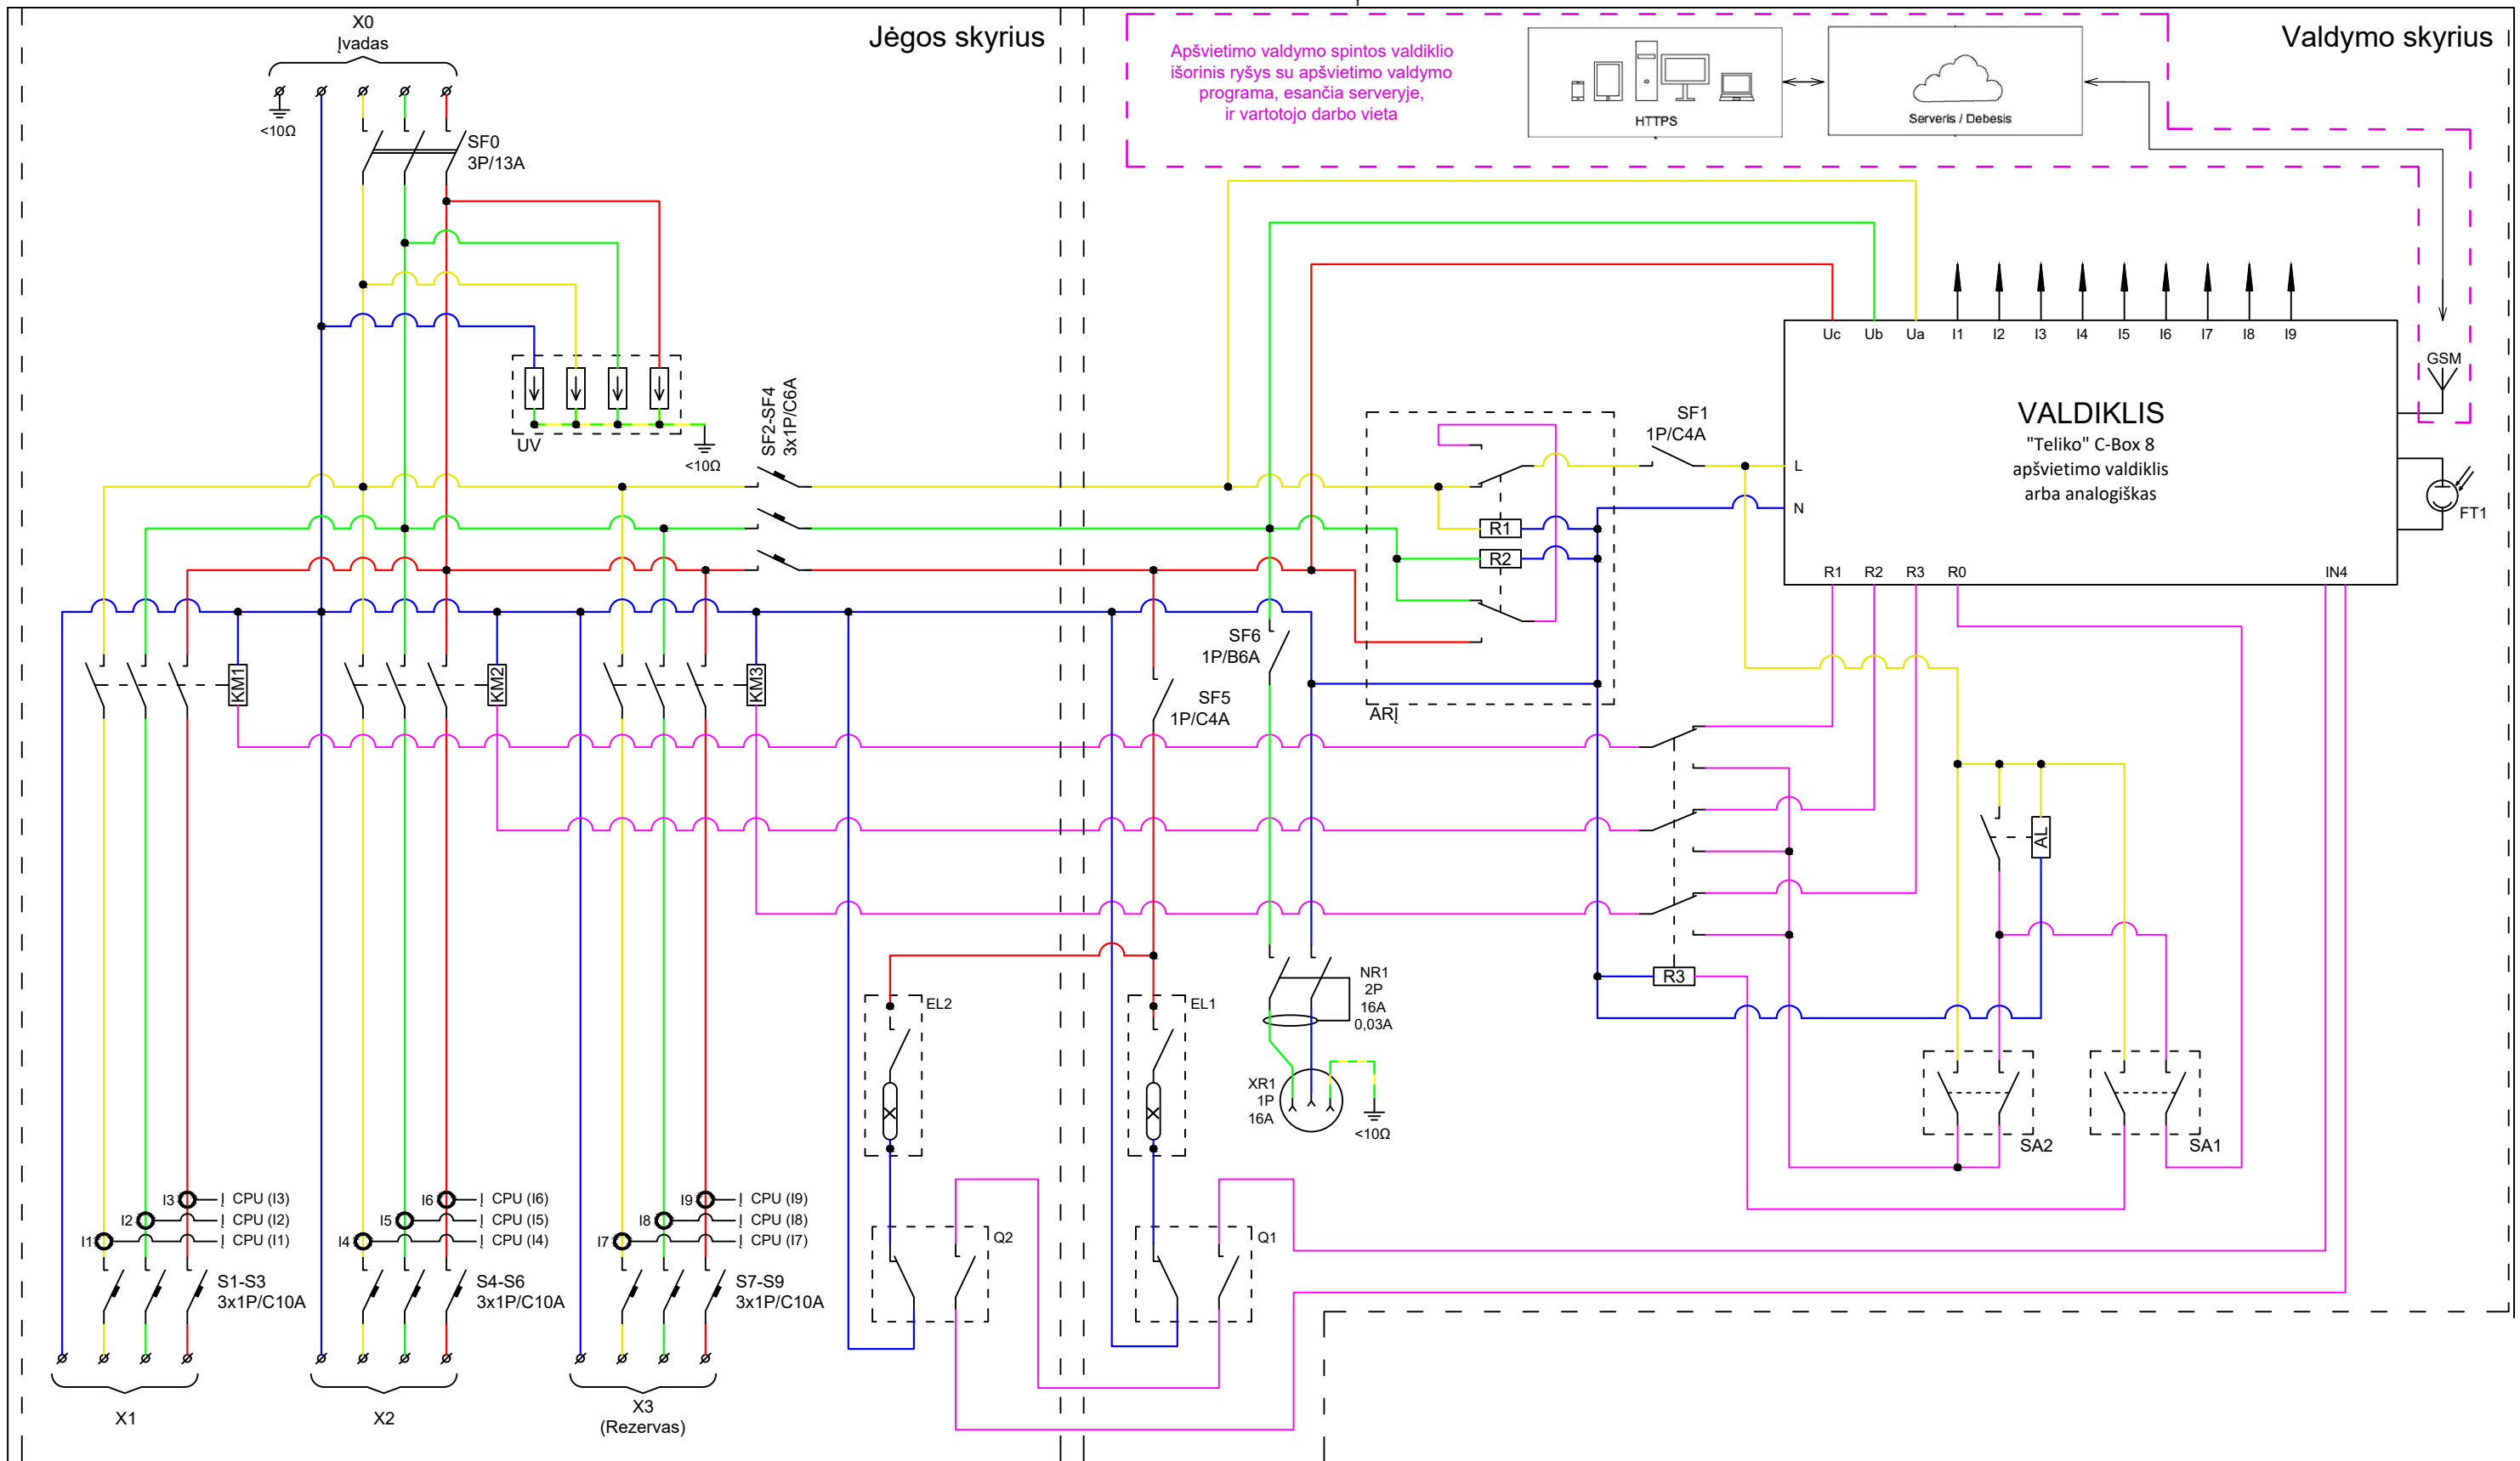 X0
Įvadas
Jėgos skyrius
Valdymo skyrius
Apšvietimo valdymo spintos valdiklio
išorinis ryšys su apšvietimo valdymo
programa, esančia serveryje,
ir vartotojo darbo vieta
HTTPS
Serveris / Debesis
<10Ω
SF0
3P/13A
UV
<10Ω
SF2-SF4
3x1P/C6A
SF1
1P/C4A
Uc
Ub
Ua
I1
I2
I3
I4
I5
I6
I7
I8
I9
GSM
VALDIKLIS
"Teliko" C-Box 8
apšvietimo valdiklis
arba analogiškas
L
N
FT1
R1
R2
R3
R0
IN4
R1
R2
ARĮ
SF6
1P/B6A
SF5
1P/C4A
KM1
KM2
KM3
AL
R3
EL2
EL1
NR1
2P
16A
0,03A
XR1
1P
16A
<10Ω
SA2
SA1
I3
Į CPU (I3)
I2
Į CPU (I2)
I1
Į CPU (I1)
I6
Į CPU (I6)
I5
Į CPU (I5)
I4
Į CPU (I4)
I9
Į CPU (I9)
I8
Į CPU (I8)
I7
Į CPU (I7)
Q2
Q1
S1-S3
3x1P/C10A
S4-S6
3x1P/C10A
S7-S9
3x1P/C10A
X1
X2
X3
(Rezervas)